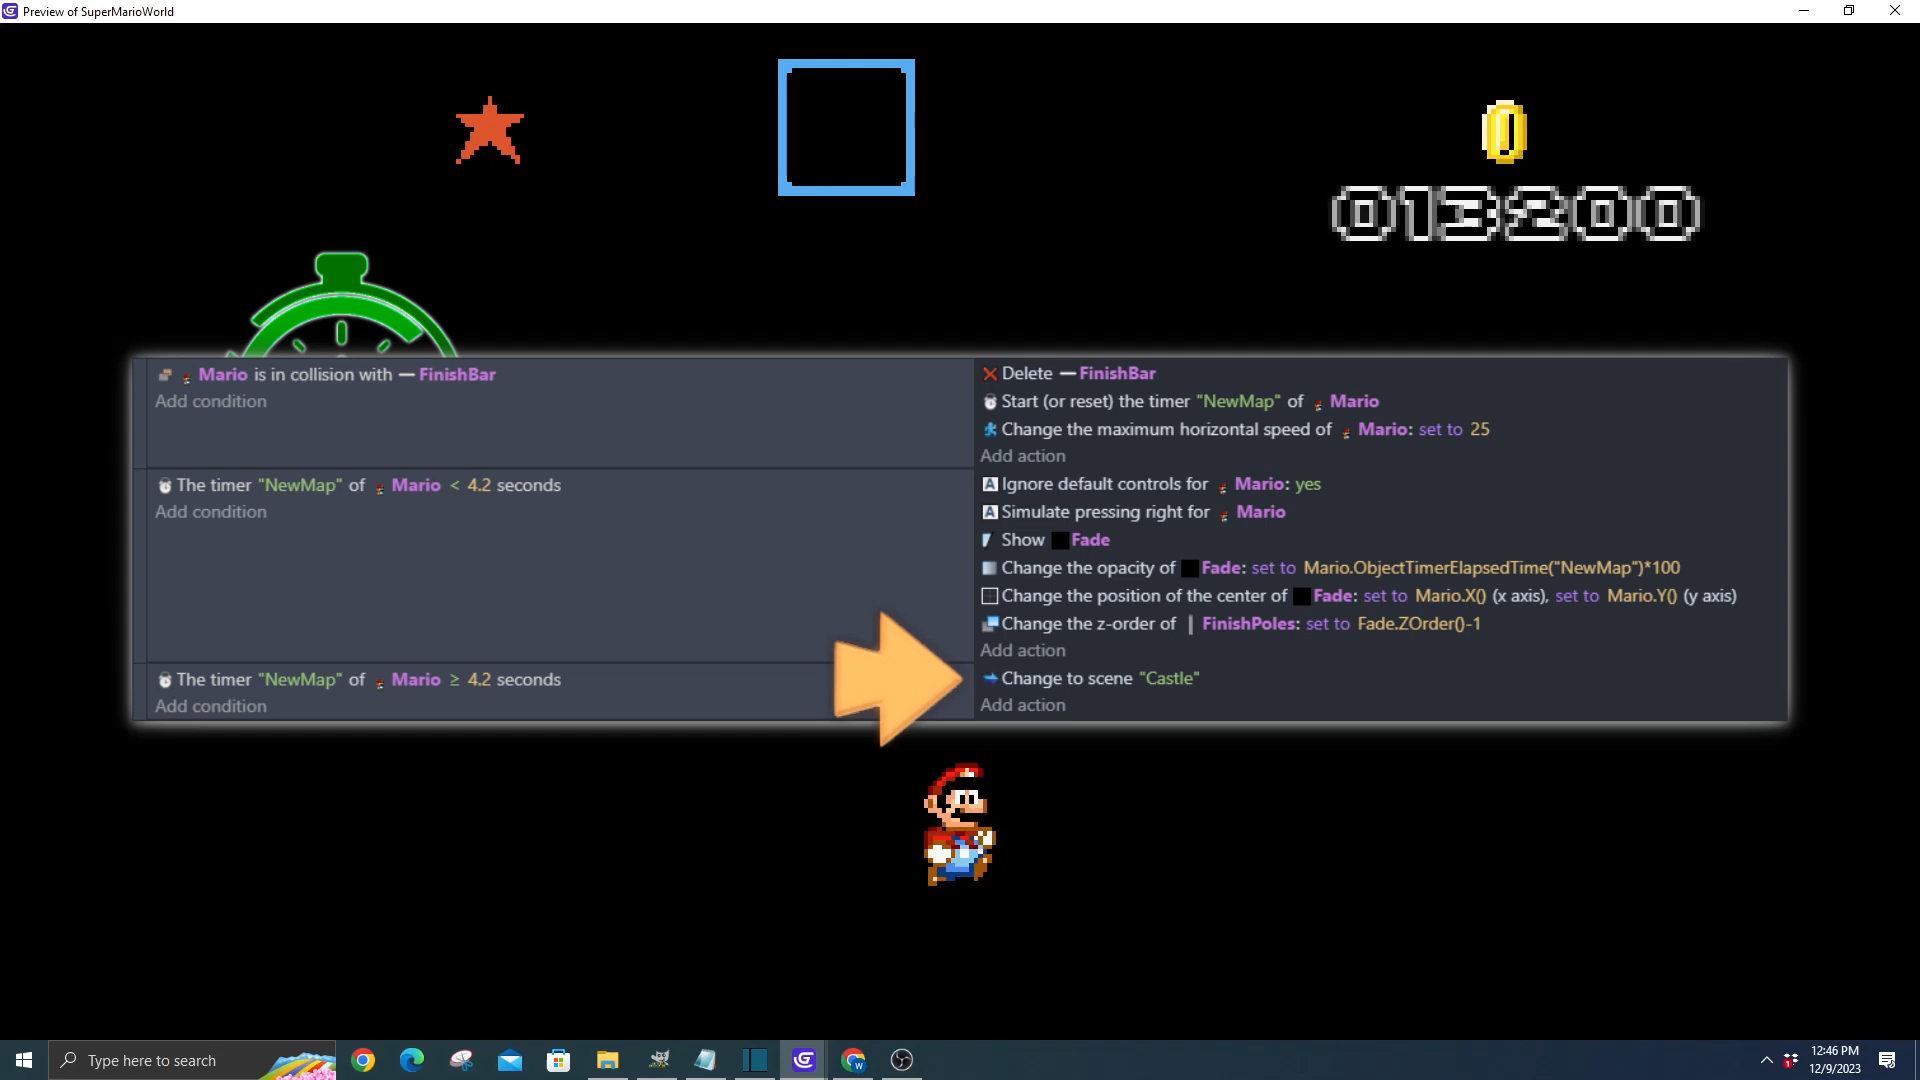 Preview of SuperMarioWorld
013200
Mario is in collision with FinishBar
Add condition
Delete FinishBar
Start (or reset) the timer "NewMap" of Mario
Change the maximum horizontal speed of Mario: set to 25
Add action
The timer "NewMap" of Mario < 4.2 seconds
Add condition
Ignore default controls for Mario: yes
Simulate pressing right for Mario
Show Fade
Change the opacity of Fade: set to Mario.ObjectTimerElapsedTime("NewMap")*100
Change the position of the center of Fade: set to Mario.X() (x axis), set to Mario.Y() (y axis)
Change the z-order of FinishPoles: set to Fade.ZOrder()-1
Add action
The timer "NewMap" of Mario ≥ 4.2 seconds
Add condition
Change to scene "Castle"
Add action
Type here to search
12:46 PM
12/9/2023